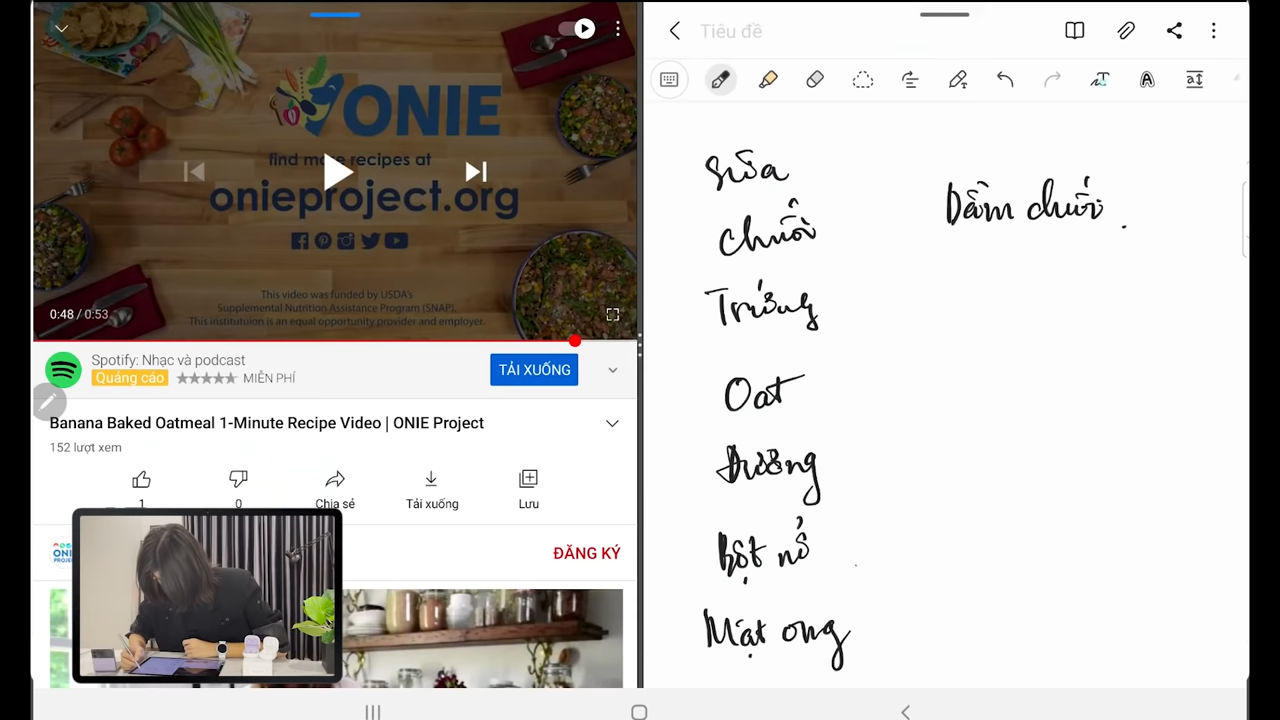 ONIE
find more recipes at
onieproject.org
This video was funded by USDA's
Supplemental Nutrition Assistance Program (SNAP).
This instituiuion is an equal opportunity provider and employer.
0:48 / 0:53
Spotify: Nhạc và podcast
Quảng cáo
MIỄN PHÍ
TẢI XUỐNG
Banana Baked Oatmeal 1-Minute Recipe Video | ONIE Project
152 lượt xem
1
0
Chia sẻ
Tải xuống
Lưu
ONIE
ĐĂNG KÝ
Tiêu đề
Sữa
Chuối
Trứng
Oat
Đường
Bột nở
Mật ong
Dầm chuối